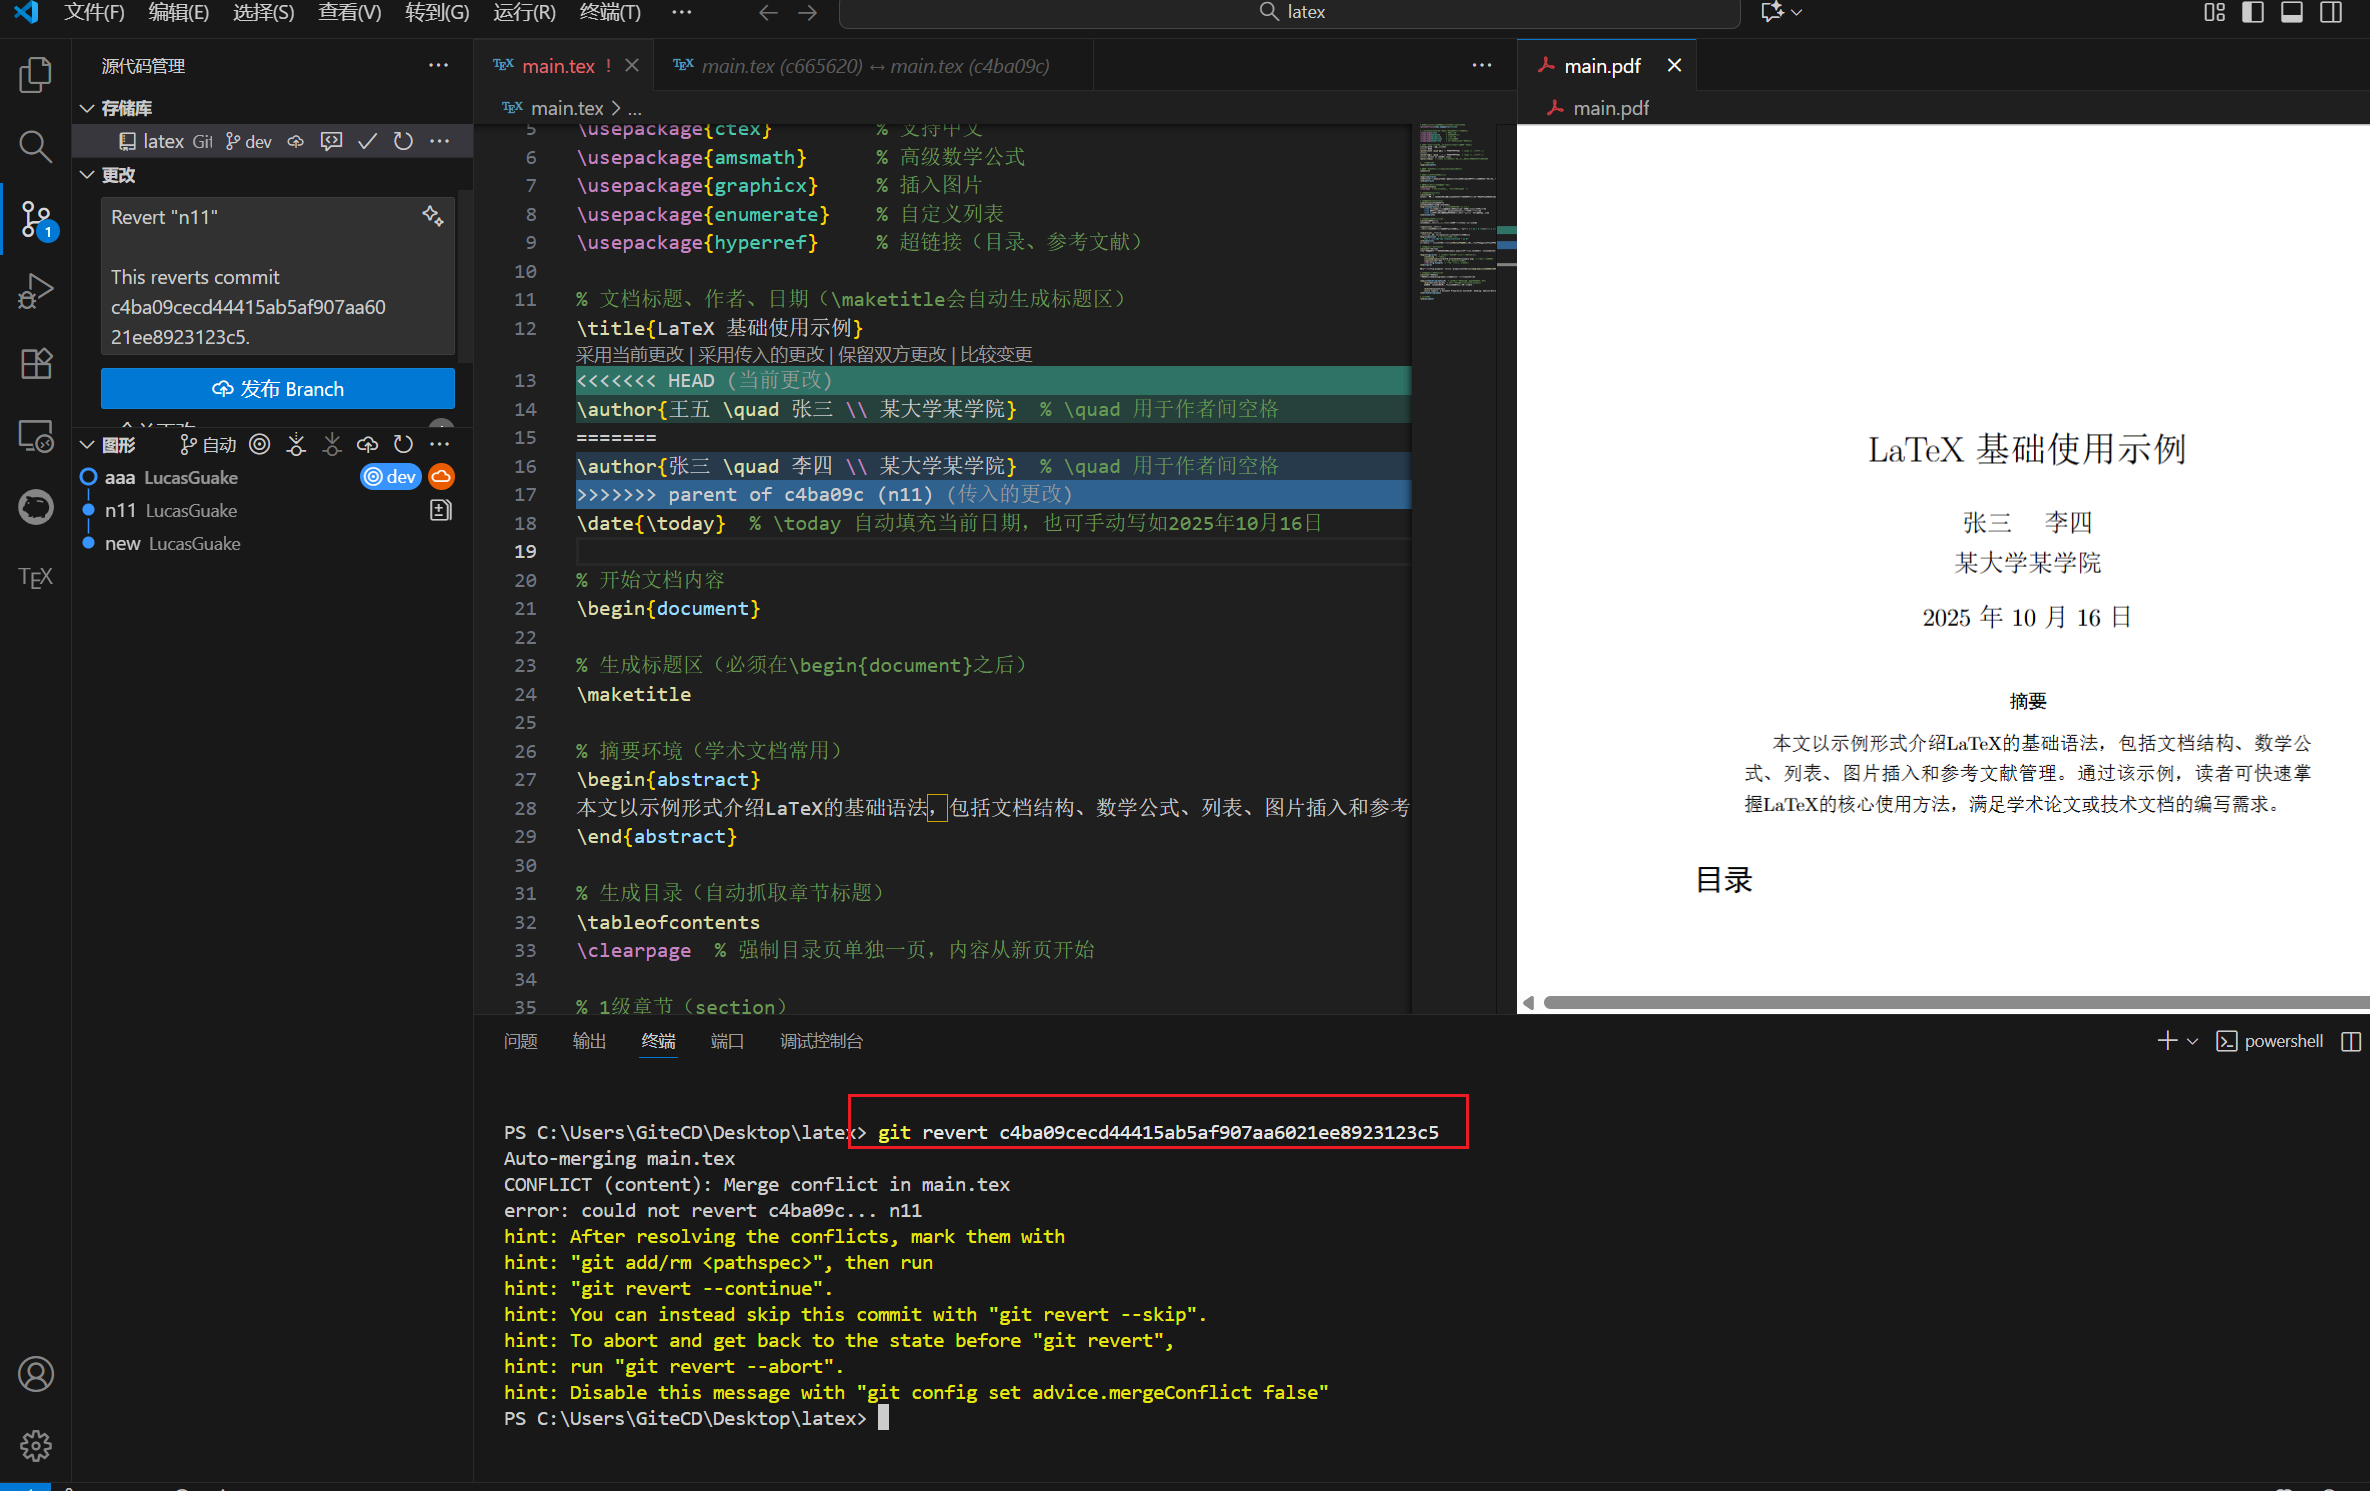 文件(F) 编辑(E) 选择(S) 查看(V) 转到(G) 运行(R) 终端(T) ··· latex
源代码管理
存储库
latex Git dev
更改
Revert "n11"
This reverts commit
c4ba09cecd44415ab5af907aa60
21ee8923123c5.
发布 Branch
图形 自动
aaa LucasGuake dev
n11 LucasGuake
new LucasGuake
1
TEX
main.tex ! main.tex (c665620) ↔ main.tex (c4ba09c)
main.tex > ...
5 \usepackage{ctex} % 支持中文
6 \usepackage{amsmath} % 高级数学公式
7 \usepackage{graphicx} % 插入图片
8 \usepackage{enumerate} % 自定义列表
9 \usepackage{hyperref} % 超链接（目录、参考文献）
10
11 % 文档标题、作者、日期（\maketitle会自动生成标题区）
12 \title{LaTeX 基础使用示例}
采用当前更改 | 采用传入的更改 | 保留双方更改 | 比较变更
13 <<<<<<< HEAD (当前更改)
14 \author{王五 \quad 张三 \\ 某大学某学院} % \quad 用于作者间空格
15 =======
16 \author{张三 \quad 李四 \\ 某大学某学院} % \quad 用于作者间空格
17 >>>>>>> parent of c4ba09c (n11) (传入的更改)
18 \date{\today} % \today 自动填充当前日期，也可手动写如2025年10月16日
19
20 % 开始文档内容
21 \begin{document}
22
23 % 生成标题区（必须在\begin{document}之后）
24 \maketitle
25
26 % 摘要环境（学术文档常用）
27 \begin{abstract}
28 本文以示例形式介绍LaTeX的基础语法，包括文档结构、数学公式、列表、图片插入和参考
29 \end{abstract}
30
31 % 生成目录（自动抓取章节标题）
32 \tableofcontents
33 \clearpage % 强制目录页单独一页，内容从新页开始
34
35 % 1级章节（section）
main.pdf
main.pdf
LaTeX 基础使用示例
张三 李四
某大学某学院
2025 年 10 月 16 日
摘要
本文以示例形式介绍LaTeX的基础语法，包括文档结构、数学公
式、列表、图片插入和参考文献管理。通过该示例，读者可快速掌
握LaTeX的核心使用方法，满足学术论文或技术文档的编写需求。
目录
问题 输出 终端 端口 调试控制台 powershell
PS C:\Users\GiteCD\Desktop\latex> git revert c4ba09cecd44415ab5af907aa6021ee8923123c5
Auto-merging main.tex
CONFLICT (content): Merge conflict in main.tex
error: could not revert c4ba09c... n11
hint: After resolving the conflicts, mark them with
hint: "git add/rm <pathspec>", then run
hint: "git revert --continue".
hint: You can instead skip this commit with "git revert --skip".
hint: To abort and get back to the state before "git revert",
hint: run "git revert --abort".
hint: Disable this message with "git config set advice.mergeConflict false"
PS C:\Users\GiteCD\Desktop\latex>